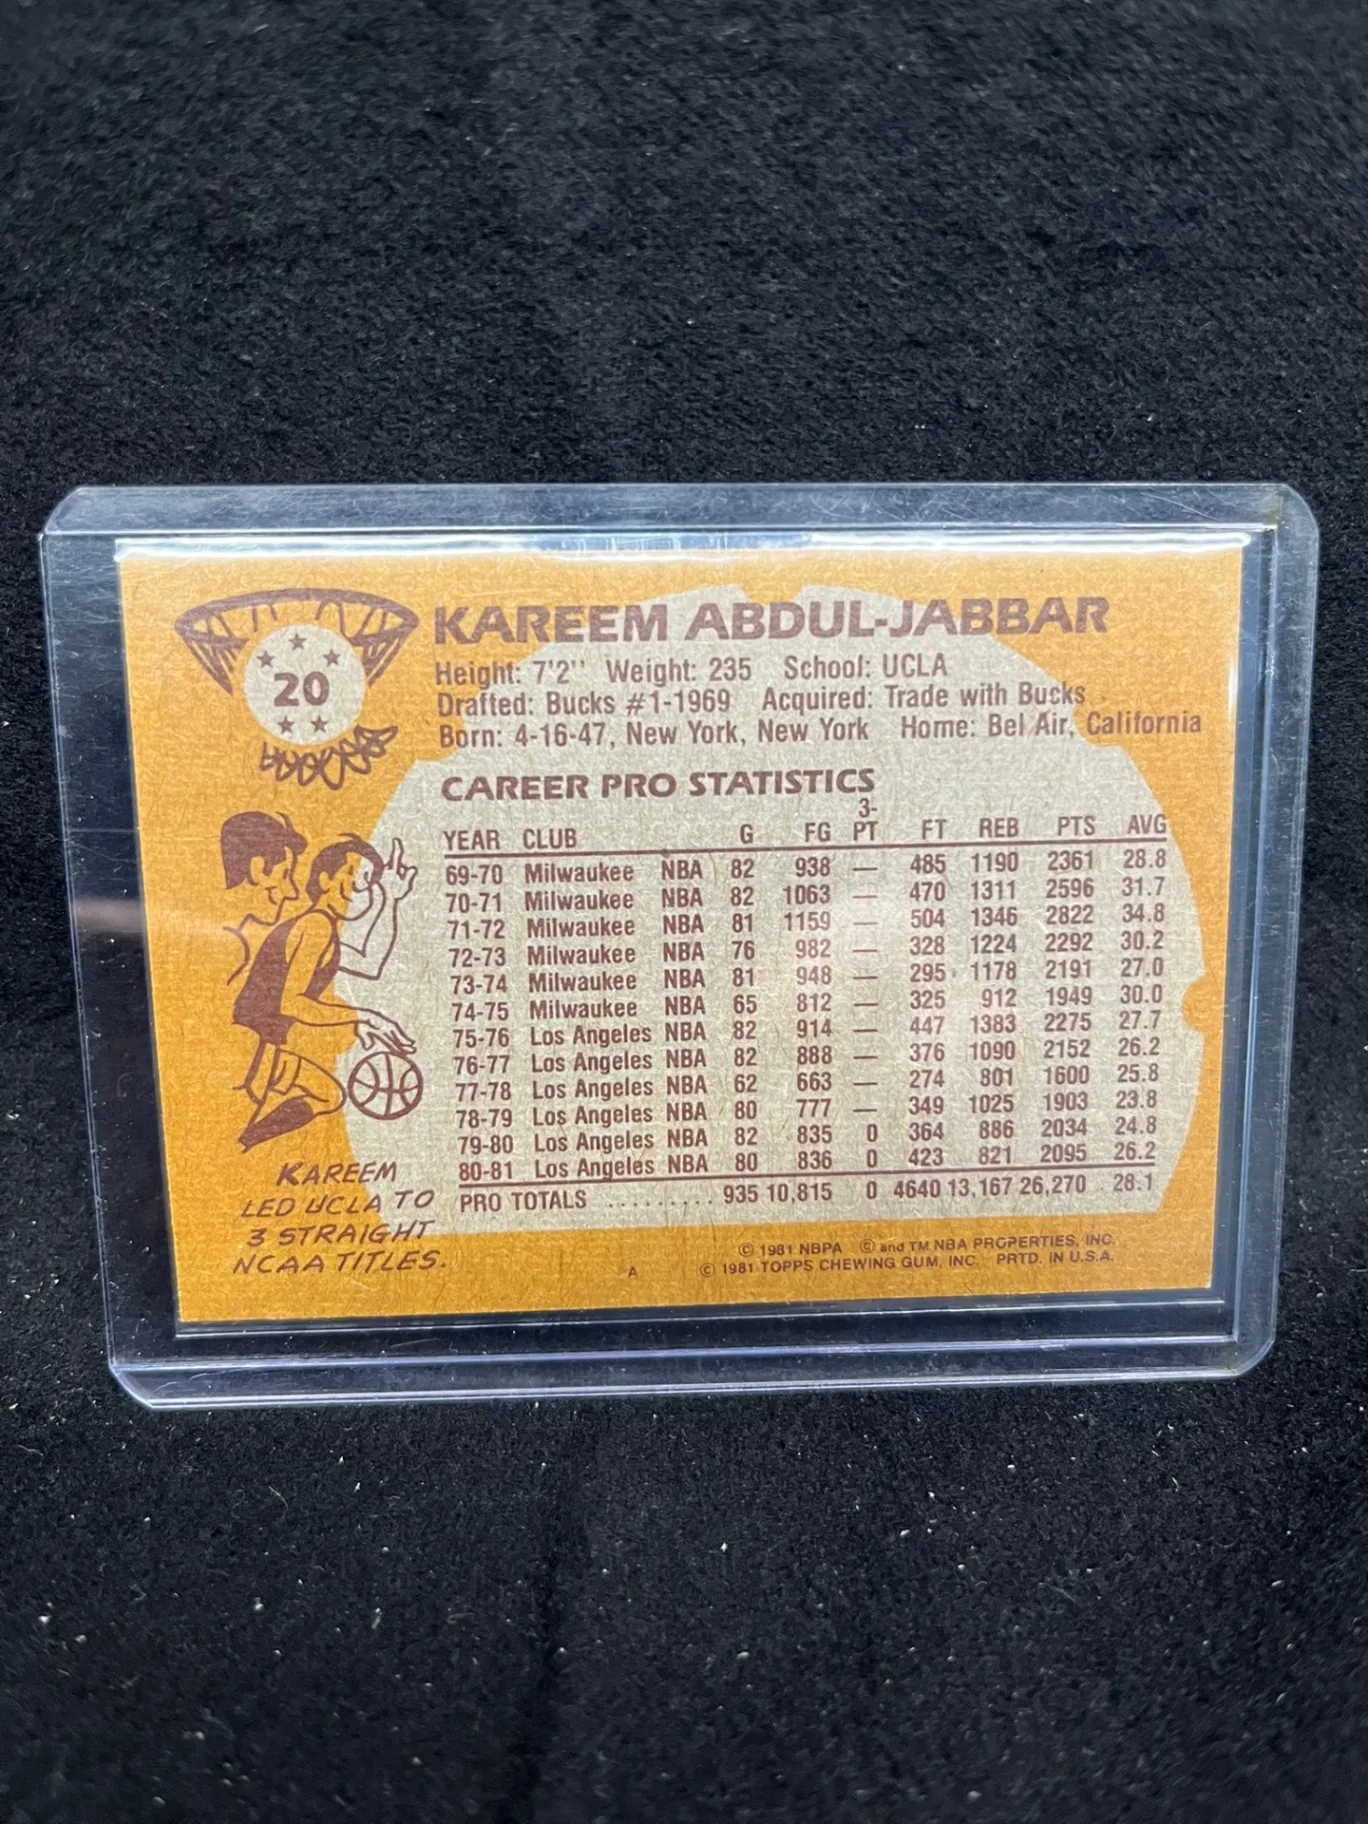 20
KAREEM ABDUL-JABBAR
Height: 7'2'' Weight: 235 School: UCLA
Drafted: Bucks #1-1969 Acquired: Trade with Bucks
Born: 4-16-47, New York, New York Home: Bel Air, California
CAREER PRO STATISTICS
YEAR CLUB G FG 3-PT FT REB PTS AVG
69-70 Milwaukee NBA 82 938 — 485 1190 2361 28.8
70-71 Milwaukee NBA 82 1063 — 470 1311 2596 31.7
71-72 Milwaukee NBA 81 1159 — 504 1346 2822 34.8
72-73 Milwaukee NBA 76 982 — 328 1224 2292 30.2
73-74 Milwaukee NBA 81 948 — 295 1178 2191 27.0
74-75 Milwaukee NBA 65 812 — 325 912 1949 30.0
75-76 Los Angeles NBA 82 914 — 447 1383 2275 27.7
76-77 Los Angeles NBA 82 888 — 376 1090 2152 26.2
77-78 Los Angeles NBA 62 663 — 274 801 1600 25.8
78-79 Los Angeles NBA 80 777 — 349 1025 1903 23.8
79-80 Los Angeles NBA 82 835 0 364 886 2034 24.8
80-81 Los Angeles NBA 80 836 0 423 821 2095 26.2
PRO TOTALS ......... 935 10,815 0 4640 13,167 26,270 28.1
KAREEM
LED UCLA TO
3 STRAIGHT
NCAA TITLES.
A
© 1981 NBPA © and TM NBA PROPERTIES, INC.
© 1981 TOPPS CHEWING GUM, INC. PRTD. IN U.S.A.